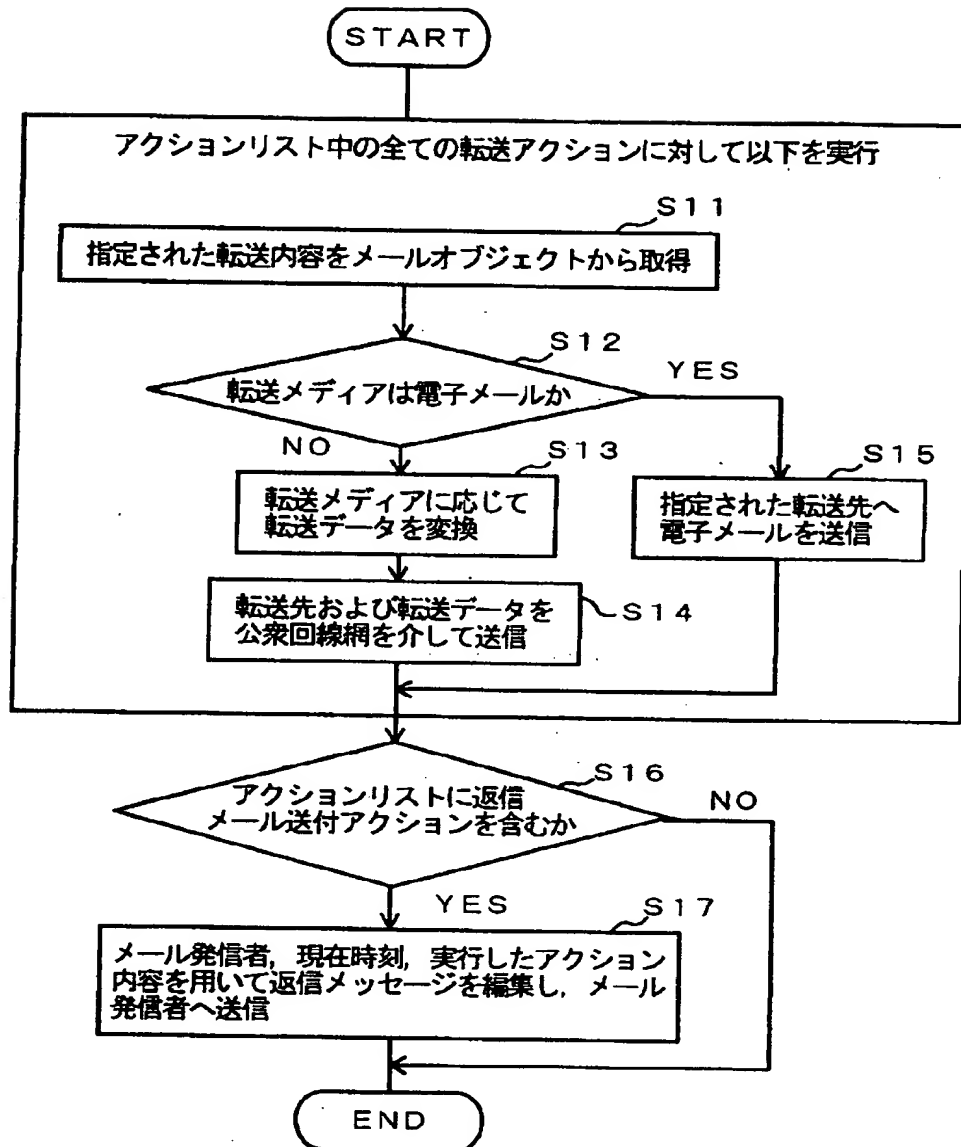 START
アクションリスト中の全ての転送アクションに対して以下を実行
S11
指定された転送内容をメールオブジェクトから取得
S12
転送メディアは電子メールか
YES
NO
S13
転送メディアに応じて
転送データを変換
S15
指定された転送先へ
電子メールを送信
転送先および転送データを
公衆回線網を介して送信
S14
S16
アクションリストに返信
メール送付アクションを含むか
NO
YES
S17
メール発信者，現在時刻，実行したアクション
内容を用いて返信メッセージを編集し，メール
発信者へ送信
END